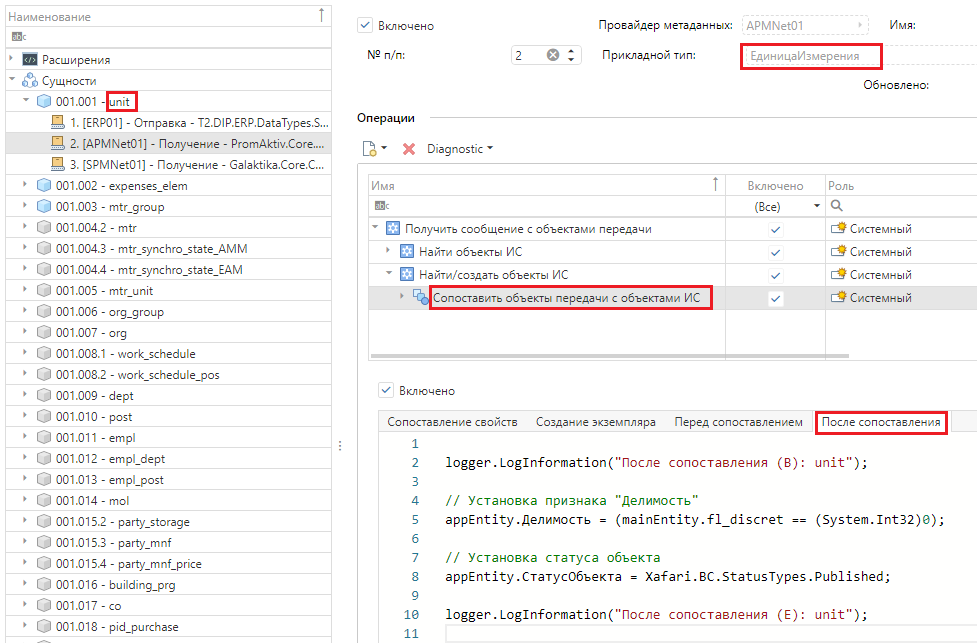 Наименование
abc
Расширения
Сущности
001.001 - unit
1. [ERP01] - Отправка - T2.DIP.ERP.DataTypes.S...
2. [APMNet01] - Получение - PromAktiv.Core....
3. [SPMNet01] - Получение - Galaktika.Core.C...
001.002 - expenses_elem
001.003 - mtr_group
001.004.2 - mtr
001.004.3 - mtr_synchro_state_AMM
001.004.4 - mtr_synchro_state_EAM
001.005 - mtr_unit
001.006 - org_group
001.007 - org
001.008.1 - work_schedule
001.008.2 - work_schedule_pos
001.009 - dept
001.010 - post
001.011 - empl
001.012 - empl_dept
001.013 - empl_post
001.014 - mol
001.015.2 - party_storage
001.015.3 - party_mnf
001.015.4 - party_mnf_price
001.016 - building_prg
001.017 - co
001.018 - pid_purchase
Включено
Провайдер метаданных: APMNet01
Имя:
№ п/п: 2
Прикладной тип: ЕдиницаИзмерения
Обновлено:
Операции
Diagnostic
Имя Включено Роль
abc (Все)
Получить сообщение с объектами передачи Системный
Найти объекты ИС Системный
Найти/создать объекты ИС Системный
Сопоставить объекты передачи с объектами ИС Системный
Включено
Сопоставление свойств Создание экземпляра Перед сопоставлением После сопоставления
1
2 logger.LogInformation("После сопоставления (B): unit");
3
4 // Установка признака "Делимость"
5 appEntity.Делимость = (mainEntity.fl_discret == (System.Int32)0);
6
7 // Установка статуса объекта
8 appEntity.СтатусОбъекта = Xafari.BC.StatusTypes.Published;
9
10 logger.LogInformation("После сопоставления (E): unit");
11